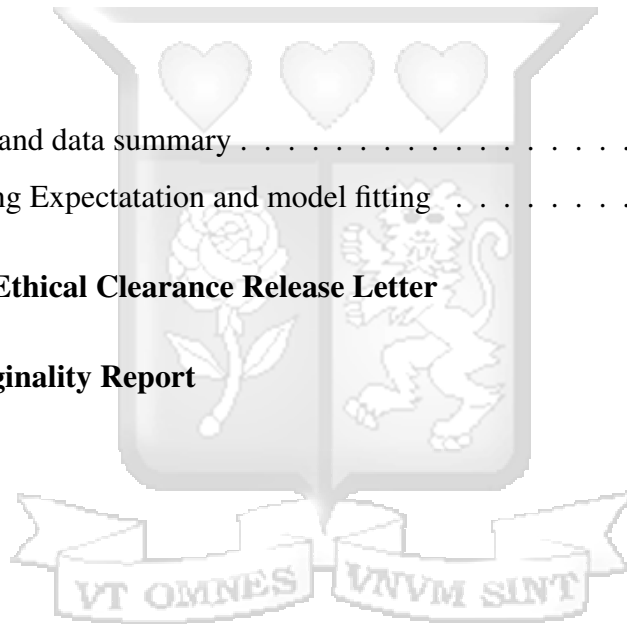 and data summary . . . . . . . . . . . . . . . . . .
ng Expectatation and model fitting . . . . . . . .
Ethical Clearance Release Letter
ginality Report
VT OMNES VNVM SINT